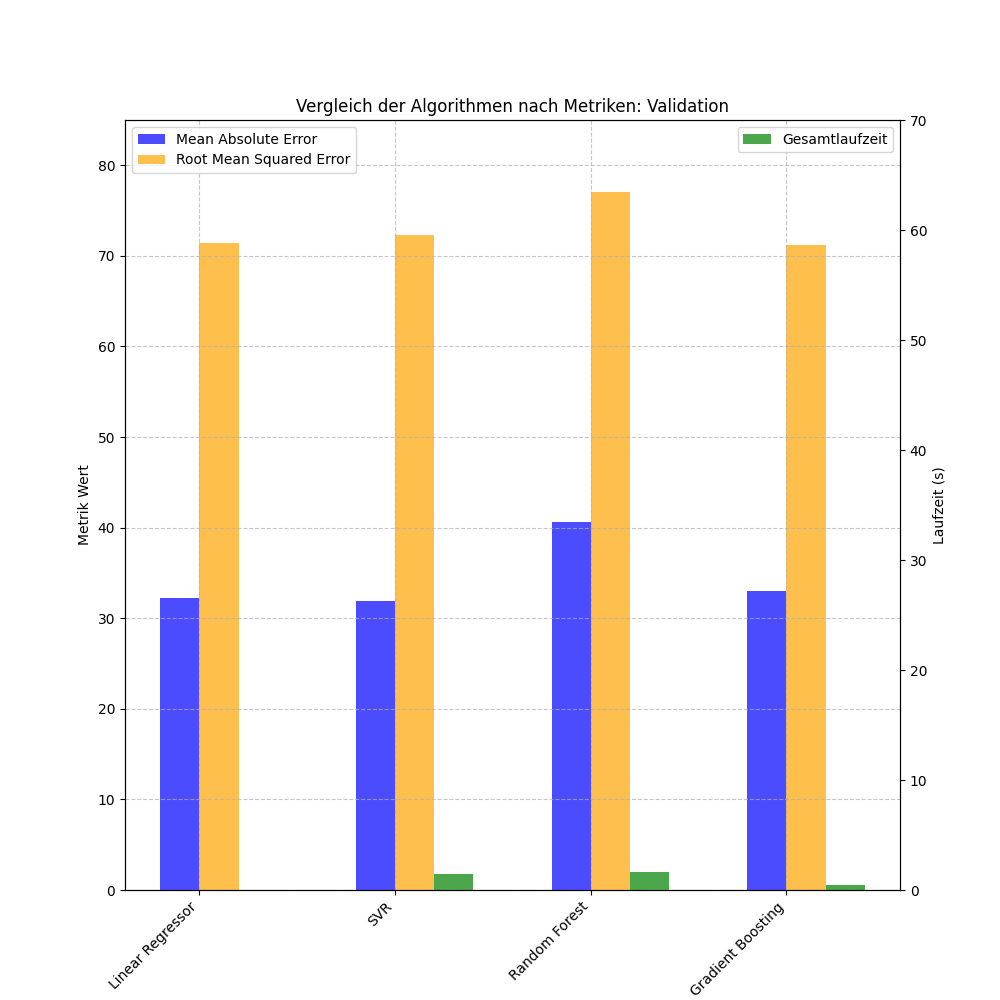 Vergleich der Algorithmen nach Metriken: Validation
Mean Absolute Error
Root Mean Squared Error
Gesamtlaufzeit
80
70
60
50
40
30
20
10
0
Metrik Wert
70
60
50
40
30
20
10
0
Laufzeit (s)
Linear Regressor
SVR
Random Forest
Gradient Boosting